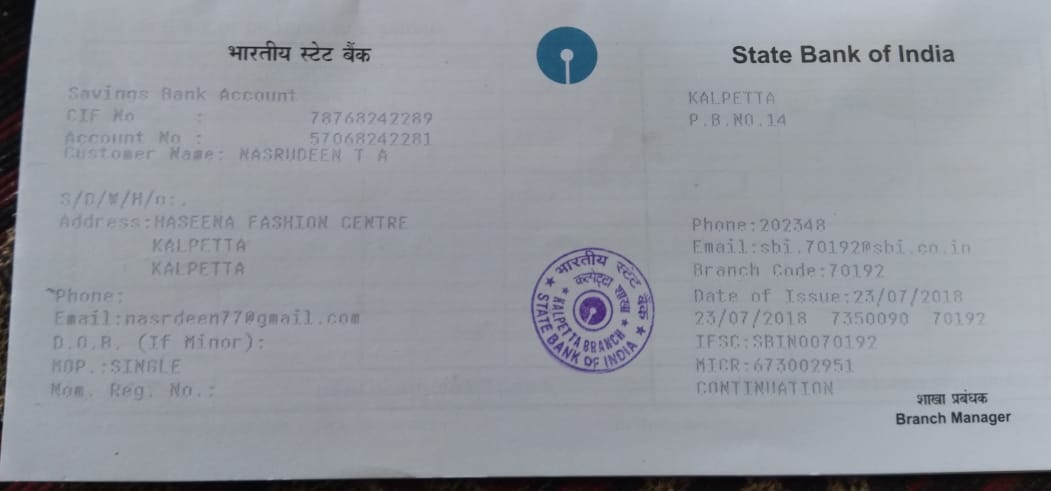 भारतीय स्टेट बैंक
State Bank of India
Savings Bank Account
CIF No : 78768242289
Account No : 57068242281
Customer Name: NASRUDEEN T A
S/D/W/H/o:.
Address:HASEENA FASHION CENTRE
KALPETTA
KALPETTA
Phone:
Email:nasrdeen77@gmail.com
D.O.B. (If Minor):
MOP.:SINGLE
Nom. Reg. No.:
KALPETTA
P.B.NO.14
Phone:202348
Email:sbi.70192@sbi.co.in
Branch Code:70192
Date of Issue:23/07/2018
23/07/2018 7350090 70192
IFSC:SBIN0070192
MICR:673002951
CONTINUATION
भारतीय स्टेट बैंक
कल्पेट्टा शाखा
KALPETTA BRANCH
STATE BANK OF INDIA
शाखा प्रबंधक
Branch Manager